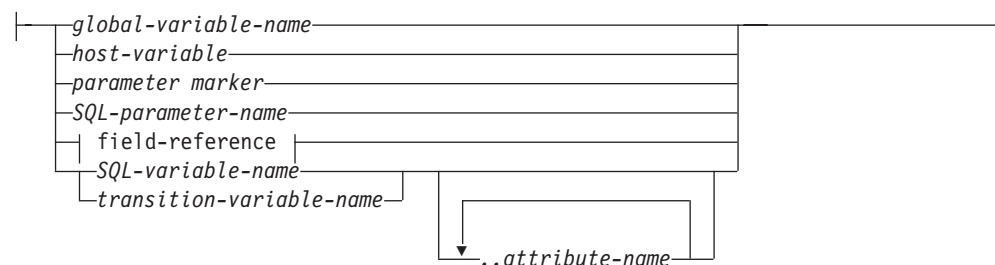 global-variable-name
host-variable
parameter marker
SQL-parameter-name
field-reference
SQL-variable-name
transition-variable-name
..attribute-name